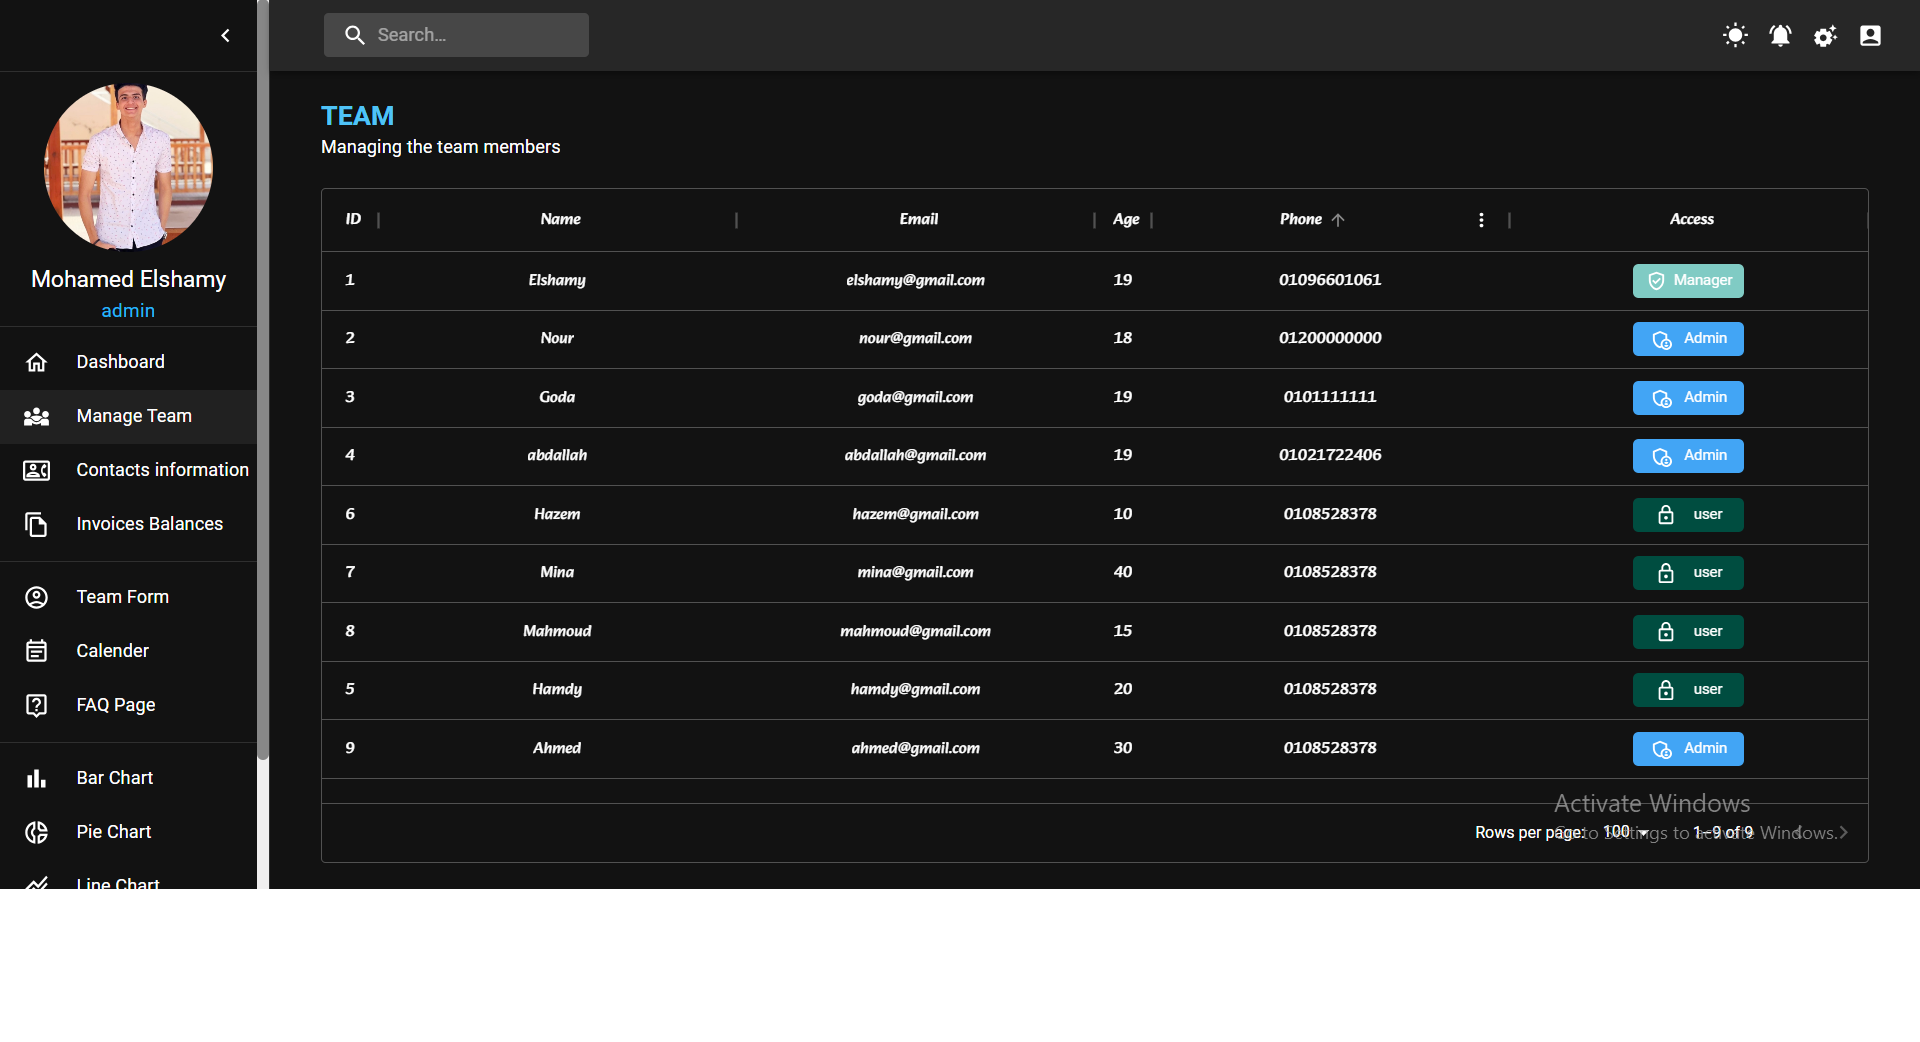 Search...
Mohamed Elshamy
admin
Dashboard
Manage Team
Contacts information
Invoices Balances
Team Form
Calender
FAQ Page
Bar Chart
Pie Chart
Line Chart
TEAM
Managing the team members
ID Name Email Age Phone Access
1 Elshamy elshamy@gmail.com 19 01096601061 Manager
2 Nour nour@gmail.com 18 01200000000 Admin
3 Goda goda@gmail.com 19 0101111111 Admin
4 abdallah abdallah@gmail.com 19 01021722406 Admin
6 Hazem hazem@gmail.com 10 0108528378 user
7 Mina mina@gmail.com 40 0108528378 user
8 Mahmoud mahmoud@gmail.com 15 0108528378 user
5 Hamdy hamdy@gmail.com 20 0108528378 user
9 Ahmed ahmed@gmail.com 30 0108528378 Admin
Activate Windows
Go to Settings to activate Windows.
Rows per page: 100 1–9 of 9